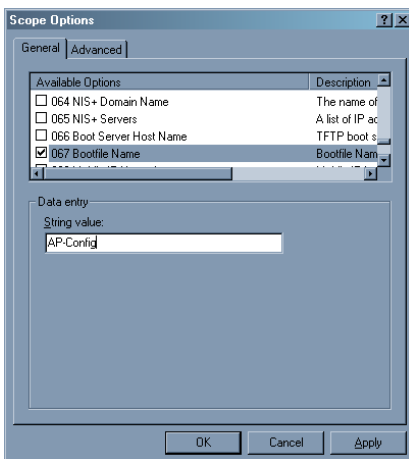 Scope Options
General Advanced
Available Options Description
064 NIS+ Domain Name The name of
065 NIS+ Servers A list of IP ac
066 Boot Server Host Name TFTP boot s
067 Bootfile Name Bootfile Nam
Data entry
String value:
AP-Config
OK Cancel Apply